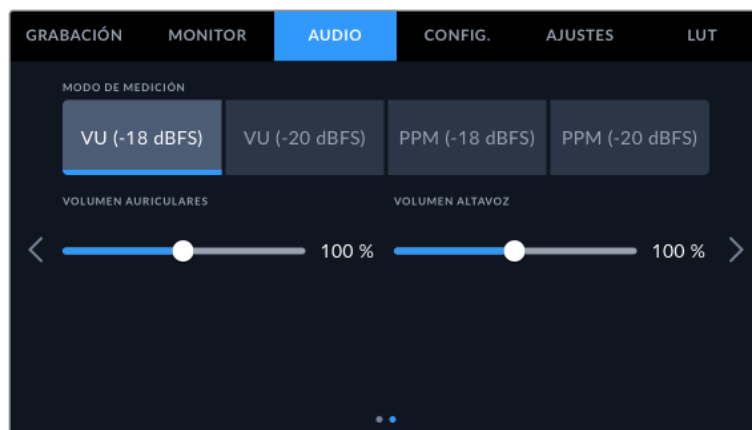 GRABACIÓN MONITOR AUDIO CONFIG. AJUSTES LUT
MODO DE MEDICIÓN
VU (-18 dBFS) VU (-20 dBFS) PPM (-18 dBFS) PPM (-20 dBFS)
VOLUMEN AURICULARES VOLUMEN ALTAVOZ
100 % 100 %